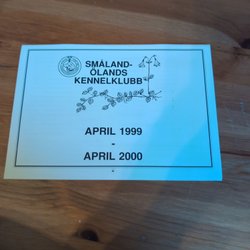 SMÅLAND-
ÖLANDS
KENNELKLUBB
APRIL 1999
-
APRIL 2000